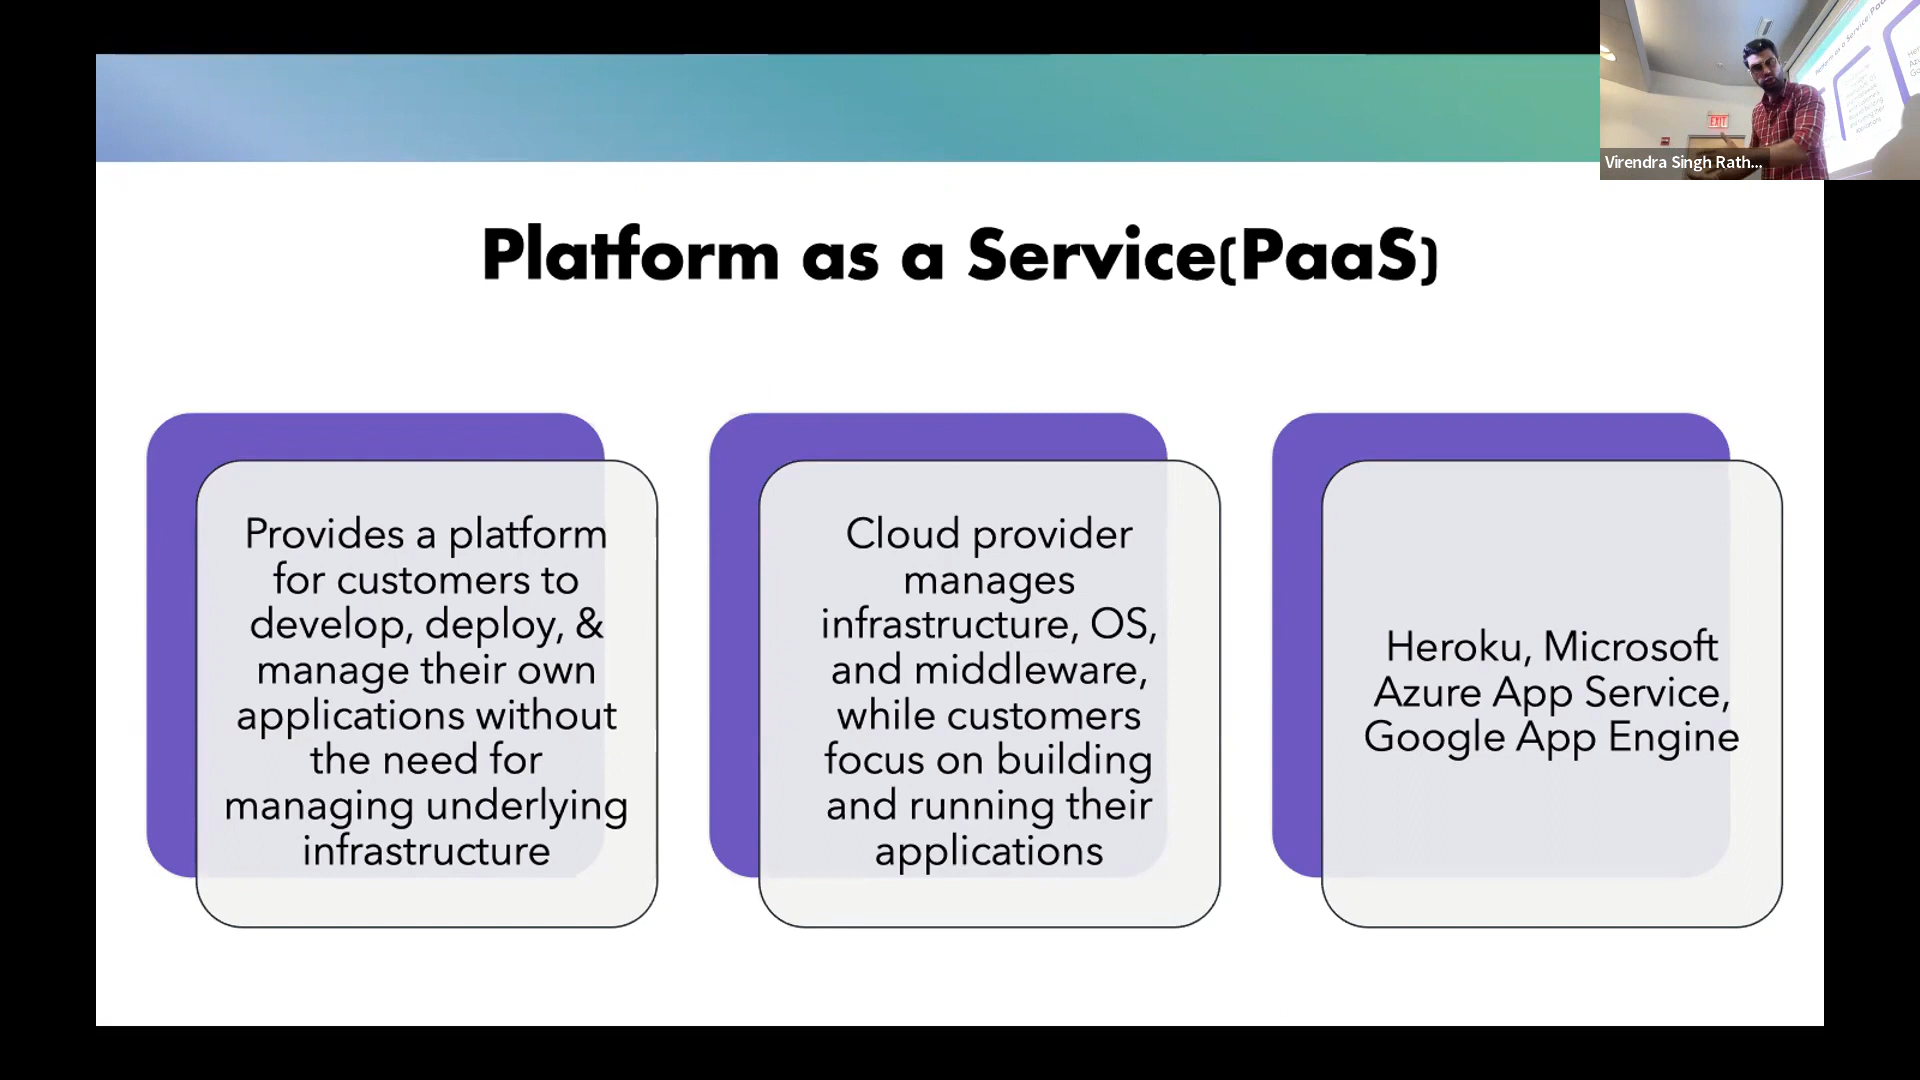 Platform as a Service(PaaS)
Provides a platform
for customers to
develop, deploy, &
manage their own
applications without
the need for
managing underlying
infrastructure
Cloud provider
manages
infrastructure, OS,
and middleware,
while customers
focus on building
and running their
applications
Heroku, Microsoft
Azure App Service,
Google App Engine
EXIT
Virendra Singh Rath...